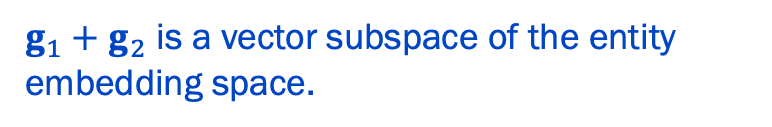 g₁ + g₂ is a vector subspace of the entity
embedding space.